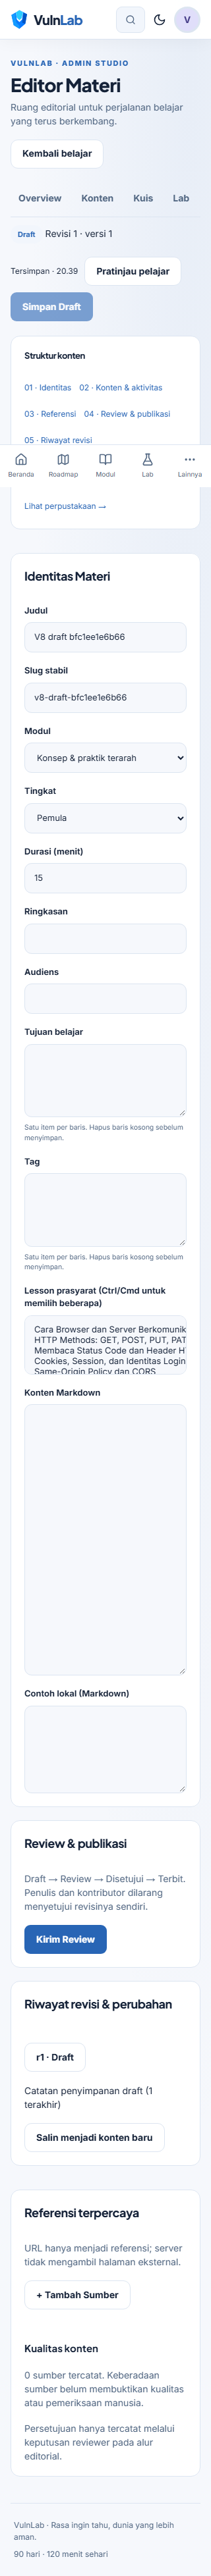 VulnLab
V
VULNLAB · ADMIN STUDIO
Editor Materi
Ruang editorial untuk perjalanan belajar
yang terus berkembang.
Kembali belajar
Overview Konten Kuis Lab
Draft Revisi 1 · versi 1
Tersimpan · 20.39 Pratinjau pelajar
Simpan Draft
Struktur konten
01 · Identitas 02 · Konten & aktivitas
03 · Referensi 04 · Review & publikasi
05 · Riwayat revisi
Beranda Roadmap Modul Lab Lainnya
Lihat perpustakaan →
Identitas Materi
Judul
V8 draft bfc1ee1e6b66
Slug stabil
v8-draft-bfc1ee1e6b66
Modul
Konsep & praktik terarah
Tingkat
Pemula
Durasi (menit)
15
Ringkasan
Audiens
Tujuan belajar
Satu item per baris. Hapus baris kosong sebelum
menyimpan.
Tag
Satu item per baris. Hapus baris kosong sebelum
menyimpan.
Lesson prasyarat (Ctrl/Cmd untuk
memilih beberapa)
Cara Browser dan Server Berkomunik
HTTP Methods: GET, POST, PUT, PAT
Membaca Status Code dan Header H
Cookies, Session, dan Identitas Login
Same-Origin Policy dan CORS
Konten Markdown
Contoh lokal (Markdown)
Review & publikasi
Draft → Review → Disetujui → Terbit.
Penulis dan kontributor dilarang
menyetujui revisinya sendiri.
Kirim Review
Riwayat revisi & perubahan
r1 · Draft
Catatan penyimpanan draft (1
terakhir)
Salin menjadi konten baru
Referensi terpercaya
URL hanya menjadi referensi; server
tidak mengambil halaman eksternal.
+ Tambah Sumber
Kualitas konten
0 sumber tercatat. Keberadaan
sumber belum membuktikan kualitas
atau pemeriksaan manusia.
Persetujuan hanya tercatat melalui
keputusan reviewer pada alur
editorial.
VulnLab · Rasa ingin tahu, dunia yang lebih
aman.
90 hari · 120 menit sehari